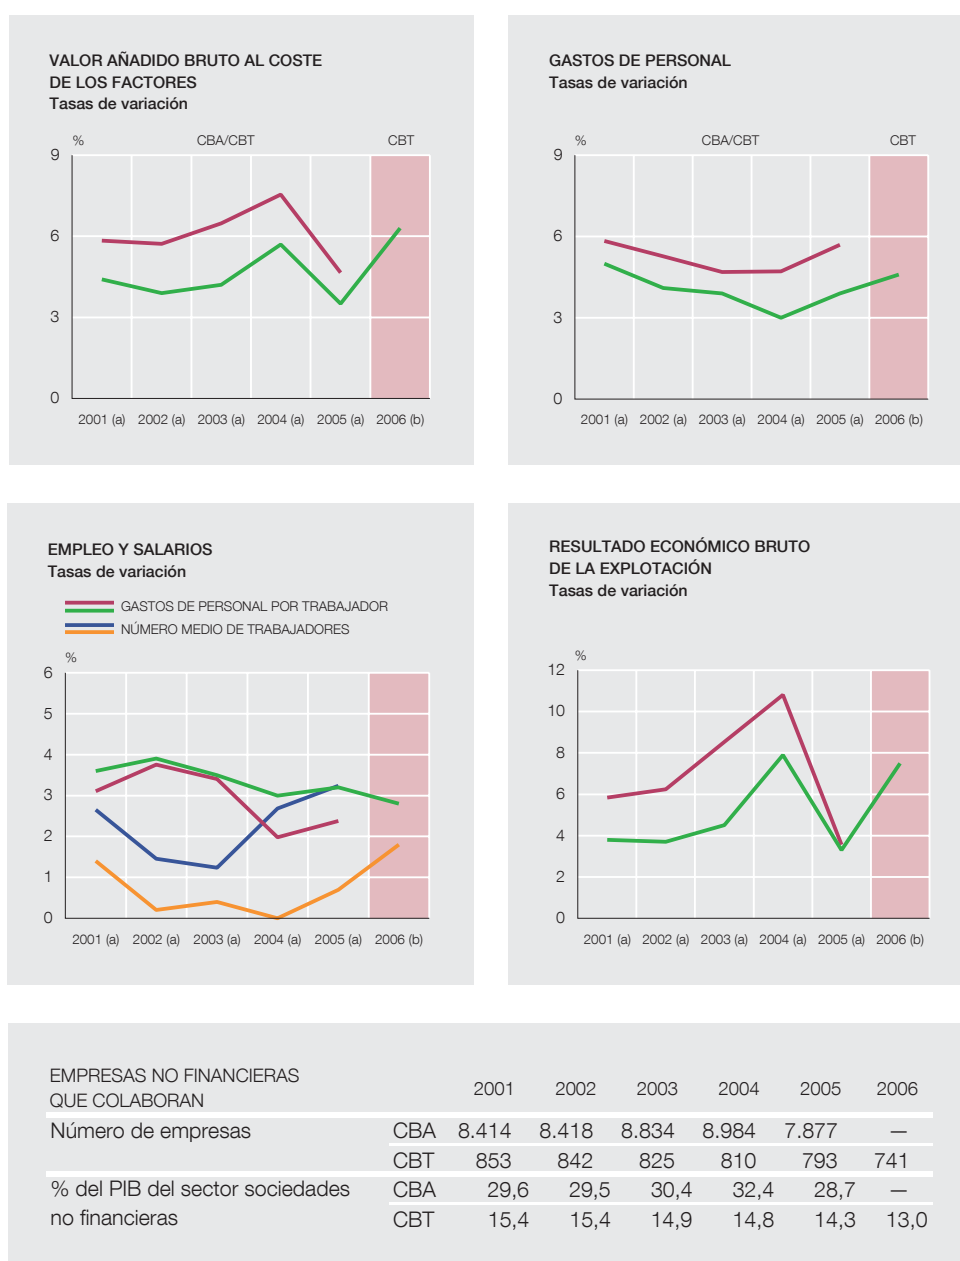 VALOR AÑADIDO BRUTO AL COSTE
DE LOS FACTORES
Tasas de variación
% CBA/CBT CBT
9
6
3
0
2001 (a) 2002 (a) 2003 (a) 2004 (a) 2005 (a) 2006 (b)
GASTOS DE PERSONAL
Tasas de variación
% CBA/CBT CBT
9
6
3
0
2001 (a) 2002 (a) 2003 (a) 2004 (a) 2005 (a) 2006 (b)
EMPLEO Y SALARIOS
Tasas de variación
GASTOS DE PERSONAL POR TRABAJADOR
NÚMERO MEDIO DE TRABAJADORES
%
6
5
4
3
2
1
0
2001 (a) 2002 (a) 2003 (a) 2004 (a) 2005 (a) 2006 (b)
RESULTADO ECONÓMICO BRUTO
DE LA EXPLOTACIÓN
Tasas de variación
%
12
10
8
6
4
2
0
2001 (a) 2002 (a) 2003 (a) 2004 (a) 2005 (a) 2006 (b)
EMPRESAS NO FINANCIERAS
QUE COLABORAN 2001 2002 2003 2004 2005 2006
Número de empresas CBA 8.414 8.418 8.834 8.984 7.877 —
CBT 853 842 825 810 793 741
% del PIB del sector sociedades CBA 29,6 29,5 30,4 32,4 28,7 —
no financieras CBT 15,4 15,4 14,9 14,8 14,3 13,0